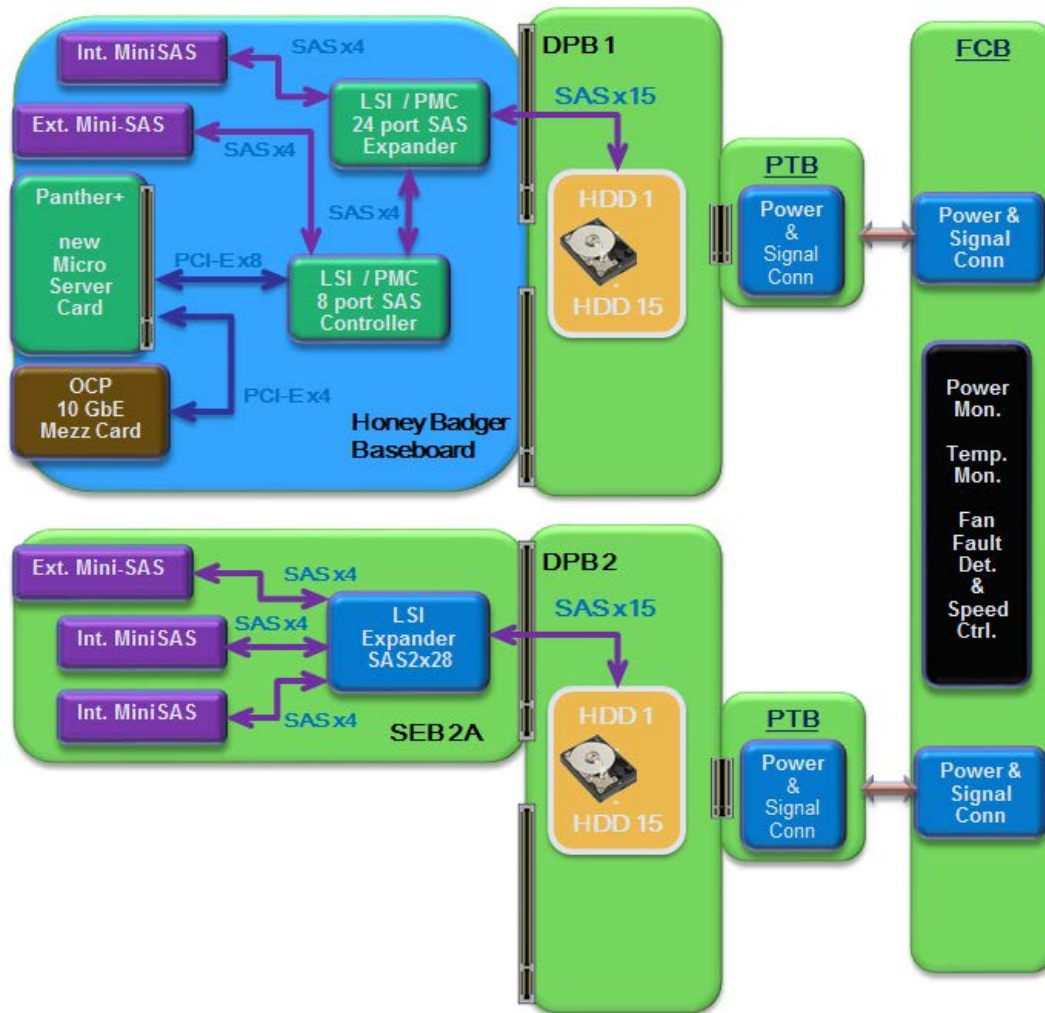 Int. MiniSAS
SAS x4
Ext. Mini-SAS
SAS x4
LSI / PMC
24 port SAS
Expander
SAS x4
Panther+
new
Micro
Server
Card
PCI-E x8
LSI / PMC
8 port SAS
Controller
PCI-E x4
OCP
10 GbE
Mezz Card
Honey Badger
Baseboard
DPB 1
SAS x15
HDD 1
HDD 15
PTB
Power
&
Signal
Conn
FCB
Power &
Signal
Conn
Power
Mon.
Temp.
Mon.
Fan
Fault
Det.
&
Speed
Ctrl.
Ext. Mini-SAS
SAS x4
Int. MiniSAS
SAS x4
Int. MiniSAS
SAS x4
LSI
Expander
SAS2x28
SEB 2A
DPB 2
SAS x15
HDD 1
HDD 15
PTB
Power
&
Signal
Conn
Power &
Signal
Conn